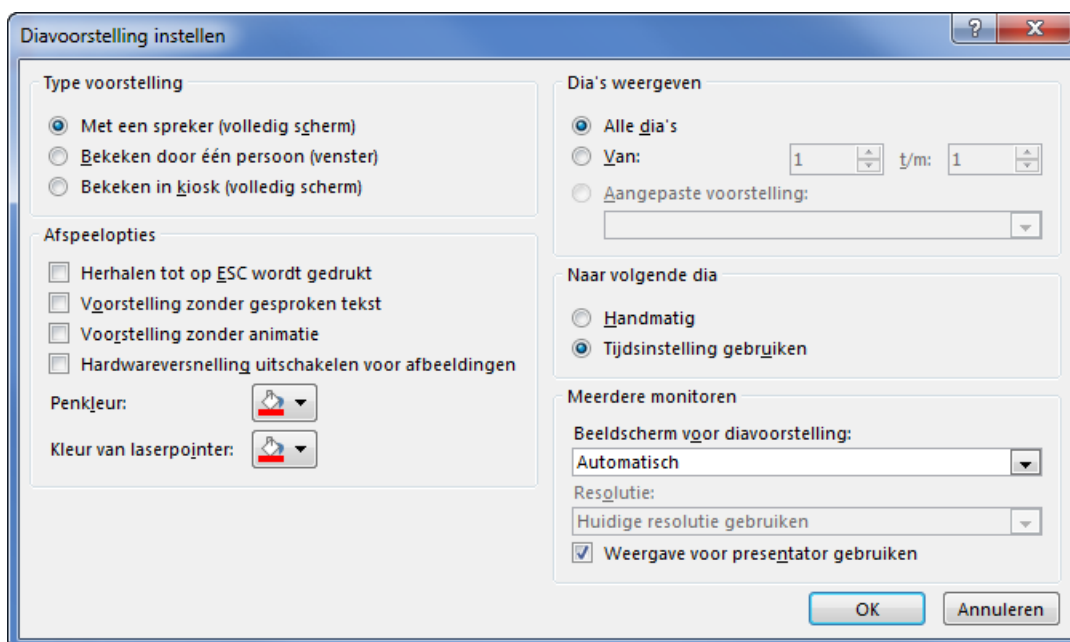 Diavoorstelling instellen
Type voorstelling
Met een spreker (volledig scherm)
Bekeken door één persoon (venster)
Bekeken in kiosk (volledig scherm)
Afspeelopties
Herhalen tot op ESC wordt gedrukt
Voorstelling zonder gesproken tekst
Voorstelling zonder animatie
Hardwareversnelling uitschakelen voor afbeeldingen
Penkleur:
Kleur van laserpointer:
Dia's weergeven
Alle dia's
Van: 1 t/m: 1
Aangepaste voorstelling:
Naar volgende dia
Handmatig
Tijdsinstelling gebruiken
Meerdere monitoren
Beeldscherm voor diavoorstelling:
Automatisch
Resolutie:
Huidige resolutie gebruiken
Weergave voor presentator gebruiken
OK Annuleren